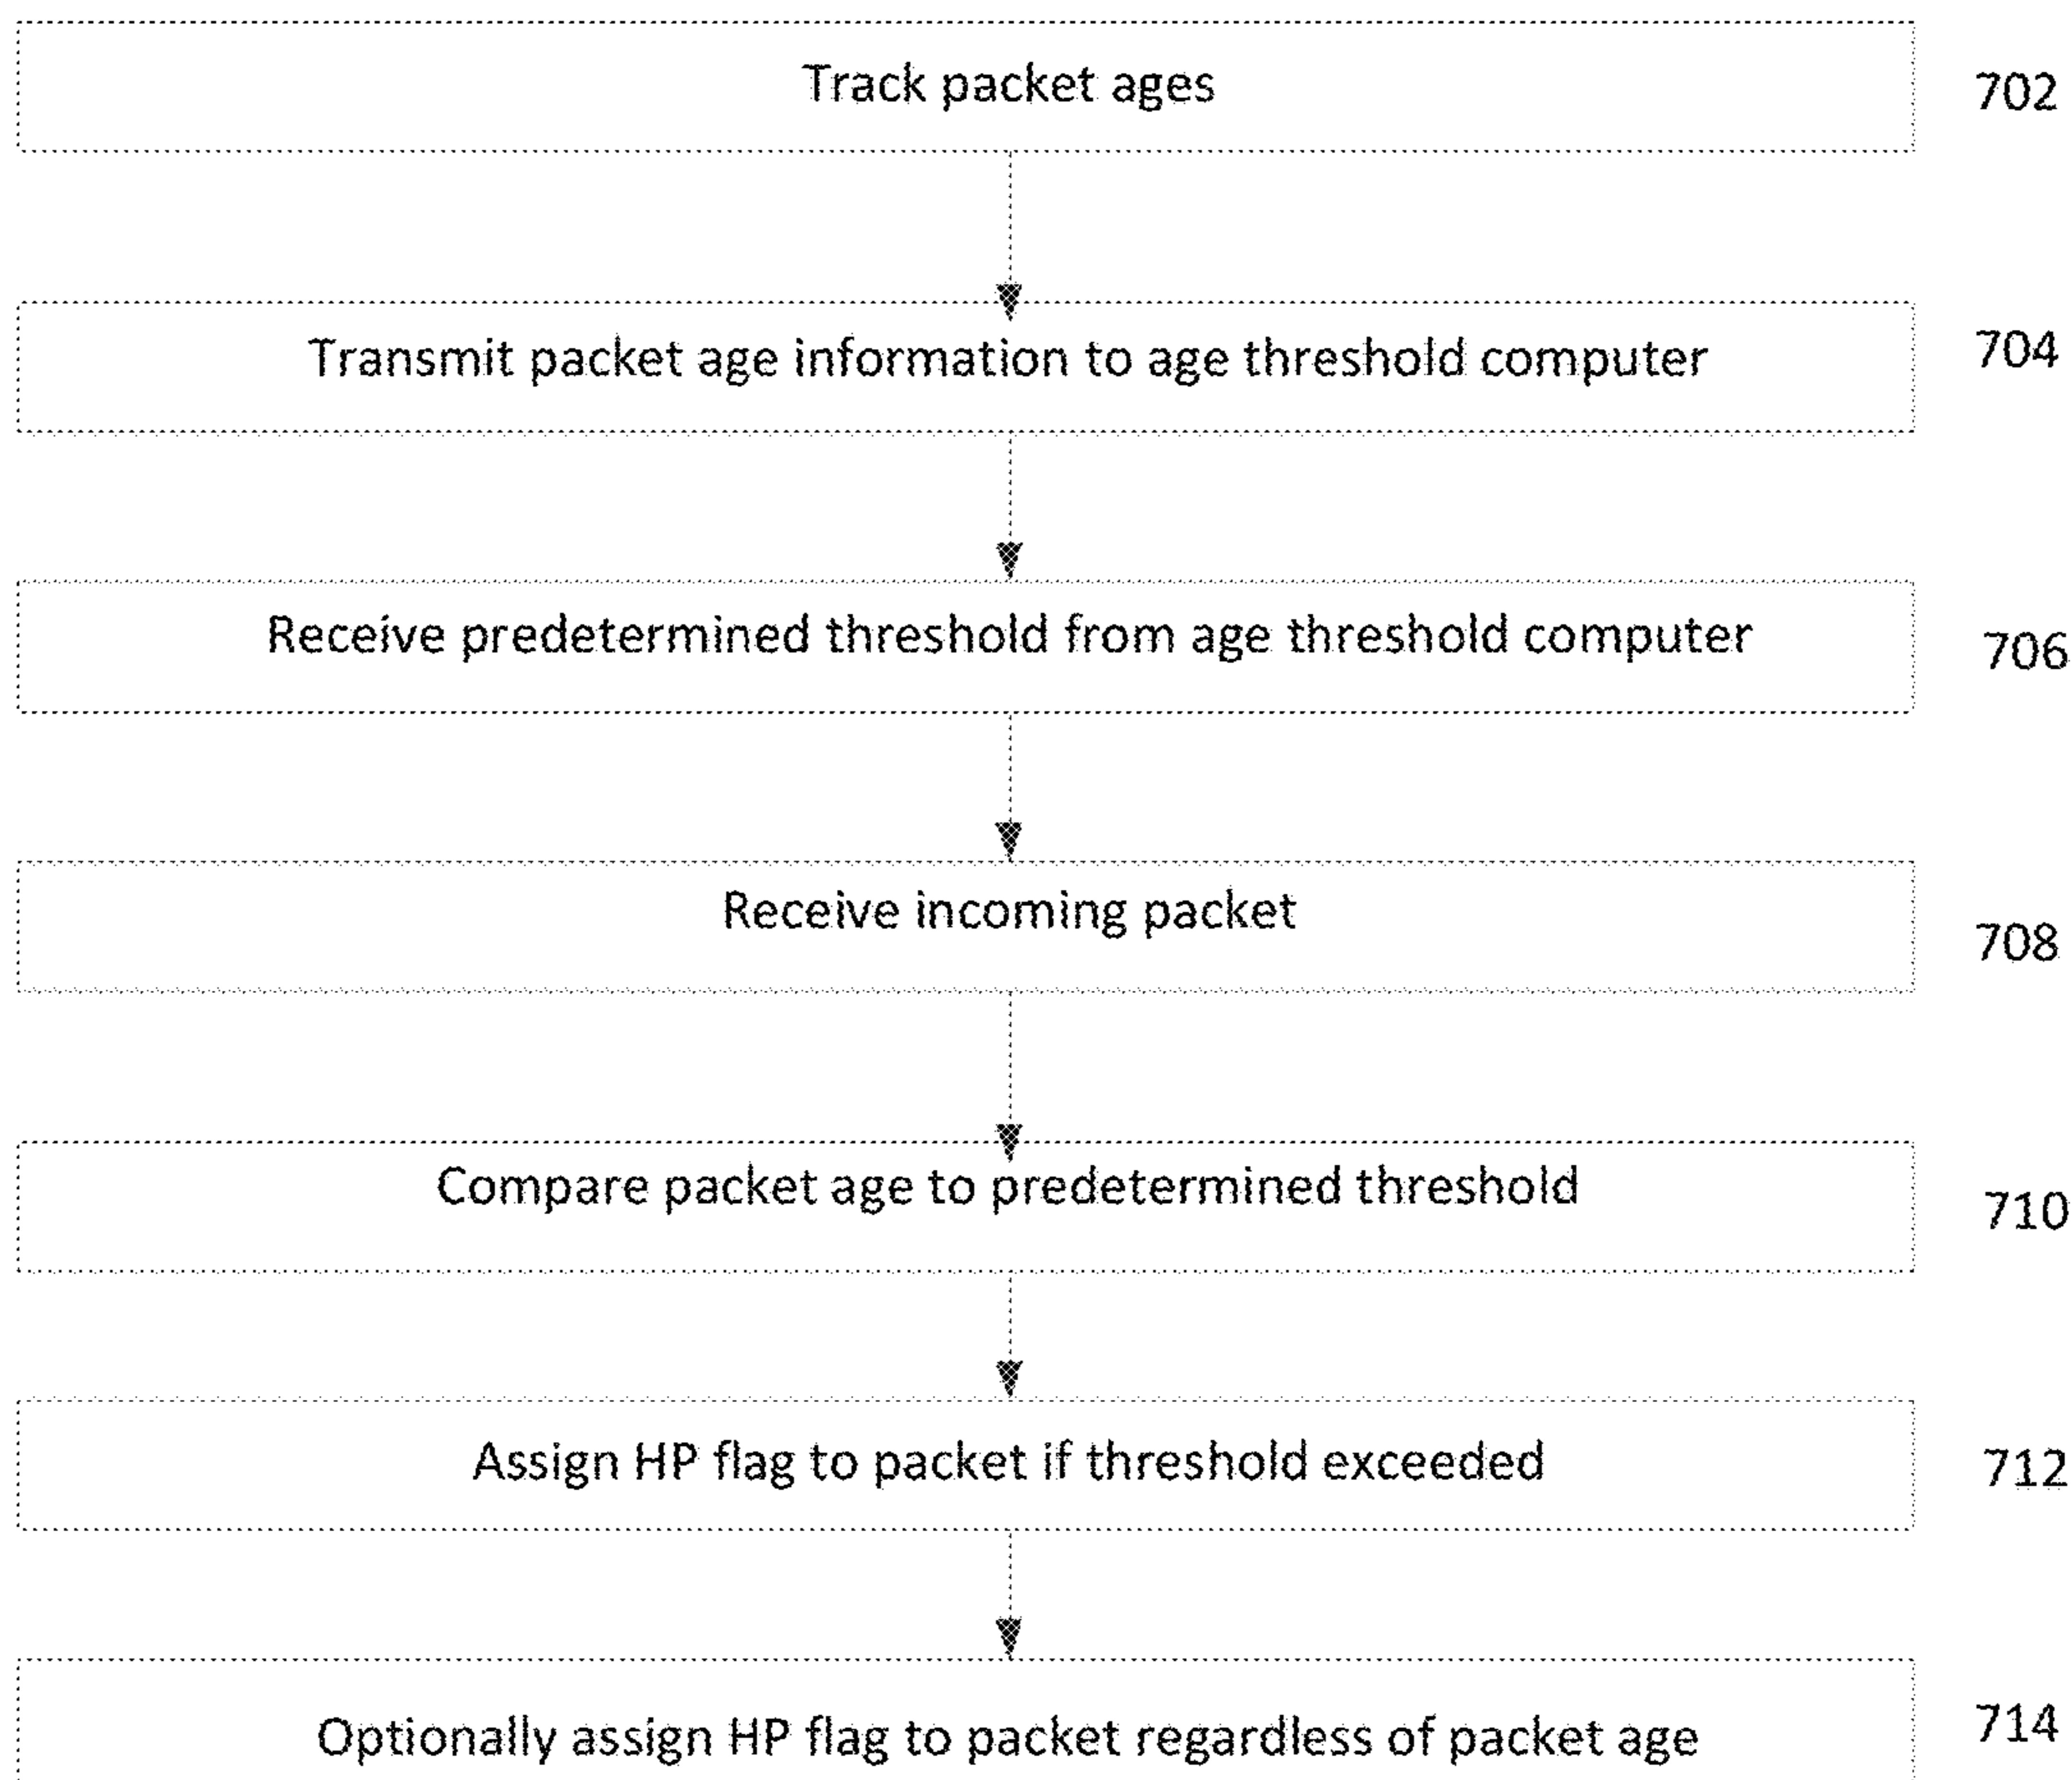 Track packet ages
702
Transmit packet age information to age threshold computer
704
Receive predetermined threshold from age threshold computer
706
Receive incoming packet
708
Compare packet age to predetermined threshold
710
Assign HP flag to packet if threshold exceeded
712
Optionally assign HP flag to packet regardless of packet age
714